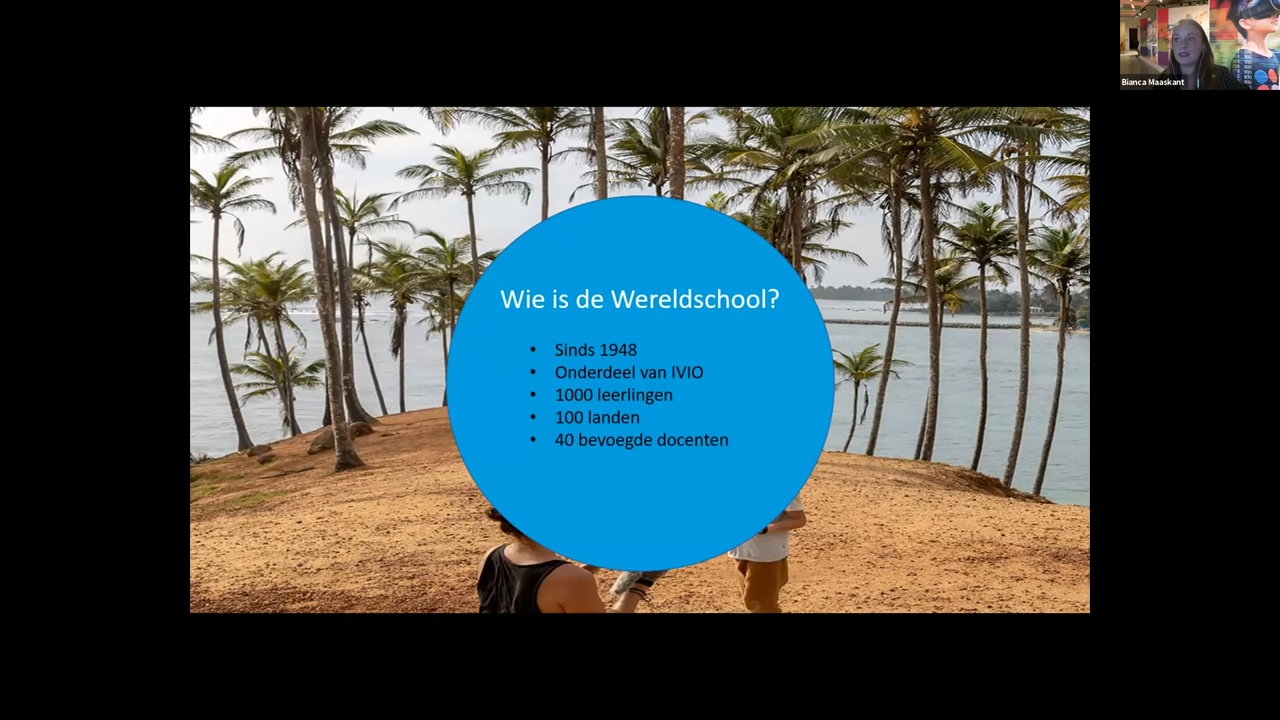 Bianca Maaskant
Wie is de Wereldschool?
• Sinds 1948
• Onderdeel van IVIO
• 1000 leerlingen
• 100 landen
• 40 bevoegde docenten